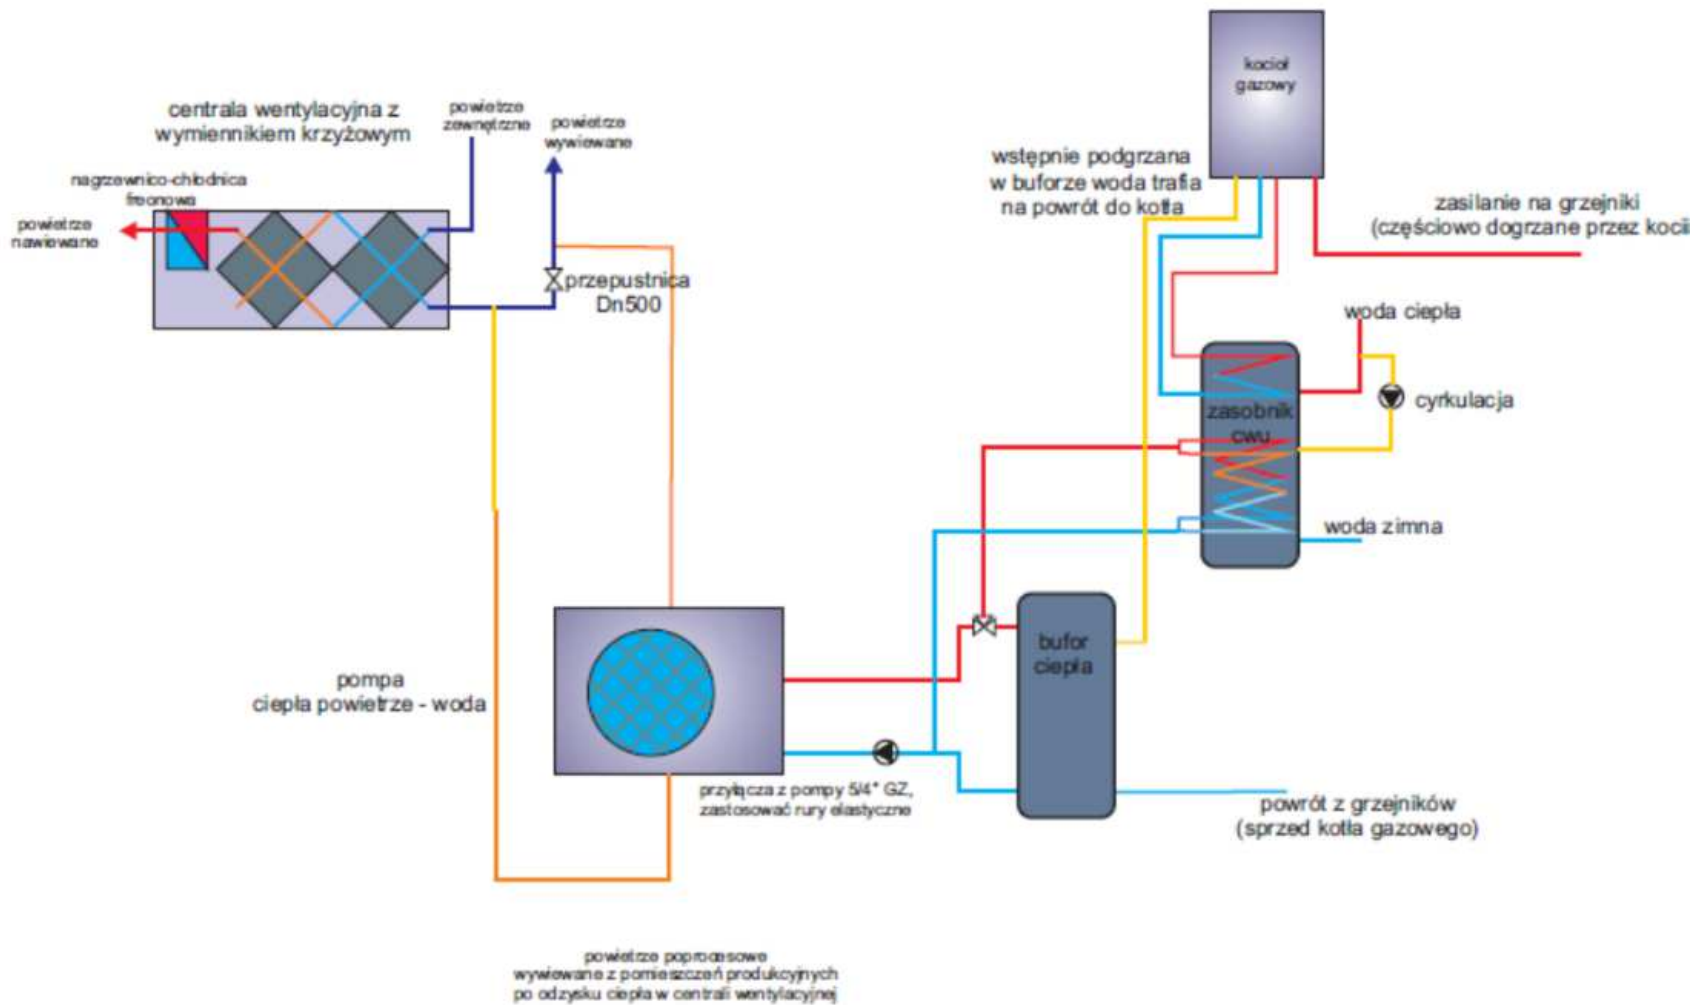 kocioł
gazowy
centrala wentylacyjna z
wymiennikiem krzyżowym
powietrze
zewnętrzne
powietrze
wywiewane
wstępnie podgrzana
w buforze woda trafia
na powrót do kotła
nagrzewnico-chłodnica
freonowa
powietrze
nawiewane
zasilanie na grzejniki
(częściowo dogrzane przez kocii
przepustnica
Dn500
woda ciepła
zasobnik
cwu
cyrkulacja
woda zimna
bufor
ciepła
pompa
ciepła powietrze - woda
przyłącza z pompy 5/4" GZ,
zastosować rury elastyczne
powrót z grzejników
(sprzed kotła gazowego)
powietrze poprocesowe
wywiewane z pomieszczeń produkcyjnych
po odzysku ciepła w centrali wentylacyjnej